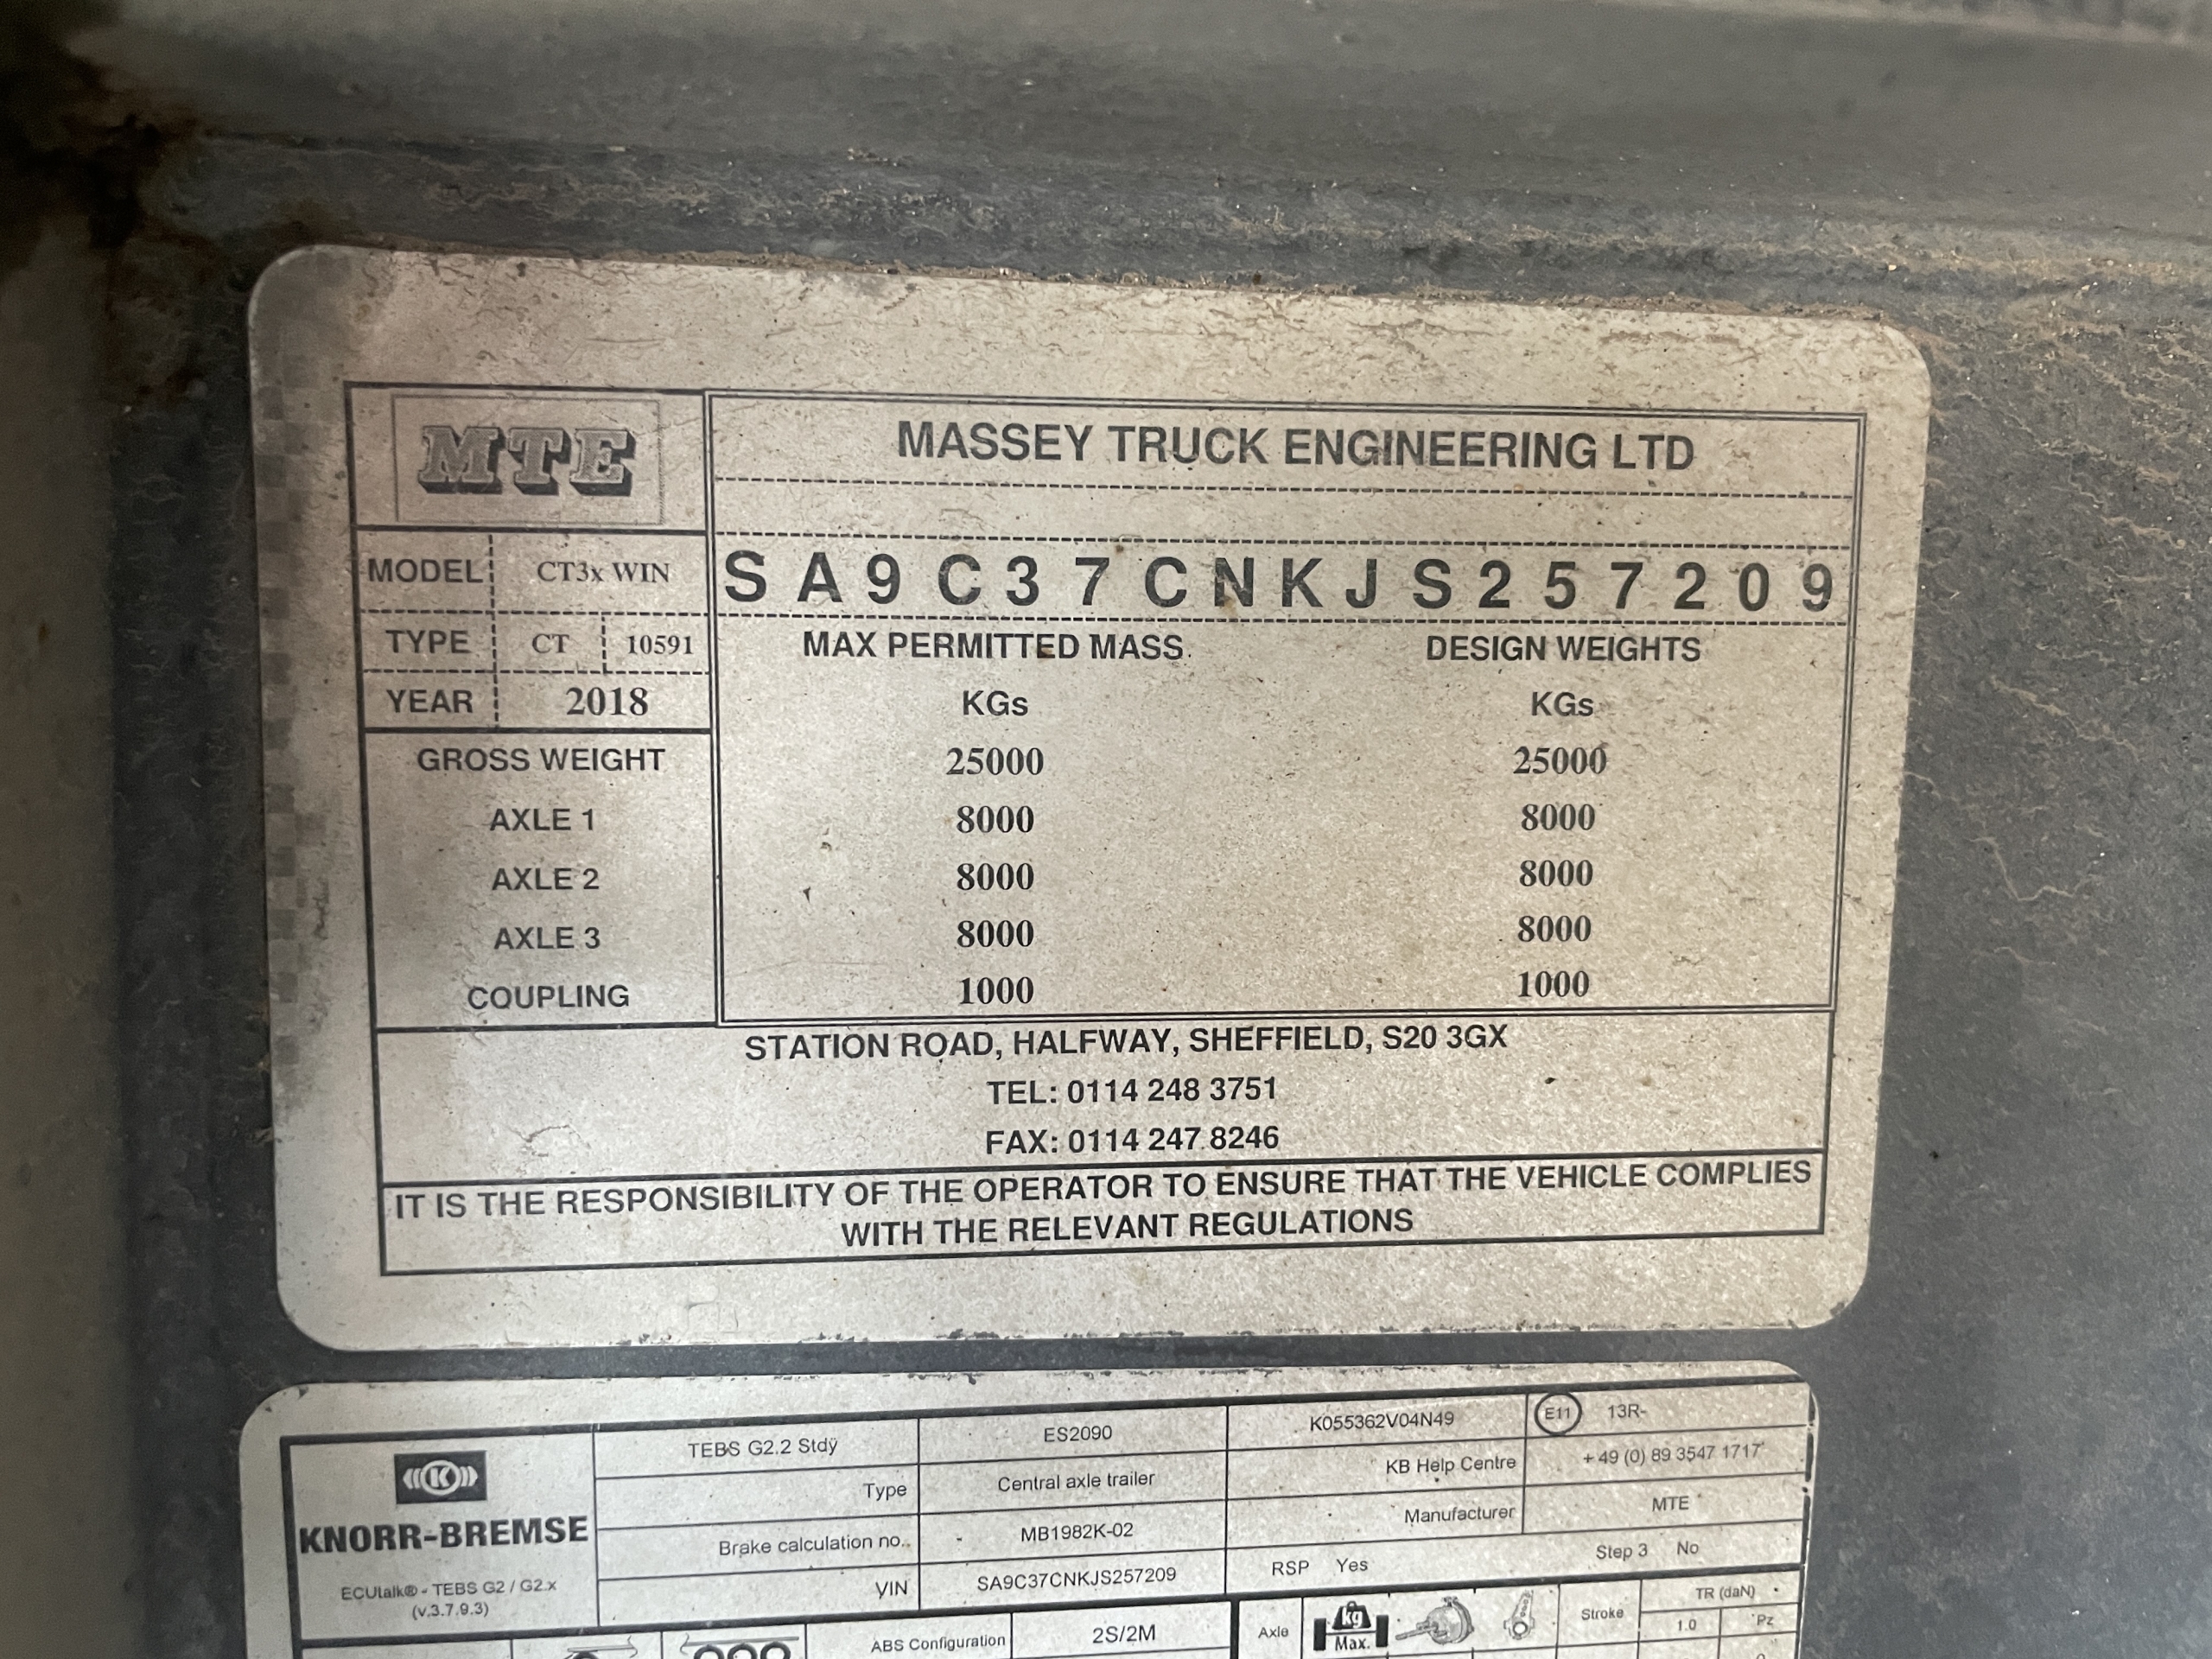 MTE
MASSEY TRUCK ENGINEERING LTD
MODEL CT3x WIN
SA9C37CNKJS257209
TYPE CT 10591
MAX PERMITTED MASS. DESIGN WEIGHTS
YEAR 2018
KGs KGs
GROSS WEIGHT 25000 25000
AXLE 1 8000 8000
AXLE 2 8000 8000
AXLE 3 8000 8000
COUPLING 1000 1000
STATION ROAD, HALFWAY, SHEFFIELD, S20 3GX
TEL: 0114 248 3751
FAX: 0114 247 8246
IT IS THE RESPONSIBILITY OF THE OPERATOR TO ENSURE THAT THE VEHICLE COMPLIES
WITH THE RELEVANT REGULATIONS
K
KNORR-BREMSE
ECUtalk® - TEBS G2 / G2.x
(v.3.7.9.3)
TEBS G2.2 Stdÿ ES2090 K055362V04N49 E11 13R-
Type Central axle trailer KB Help Centre +49 (0) 89 3547 1717
Brake calculation no.. MB1982K-02 Manufacturer MTE
VIN SA9C37CNKJS257209 RSP Yes Step 3 No
ABS Configuration 2S/2M Axle kg Max. Stroke TR (daN)
1.0 Pz